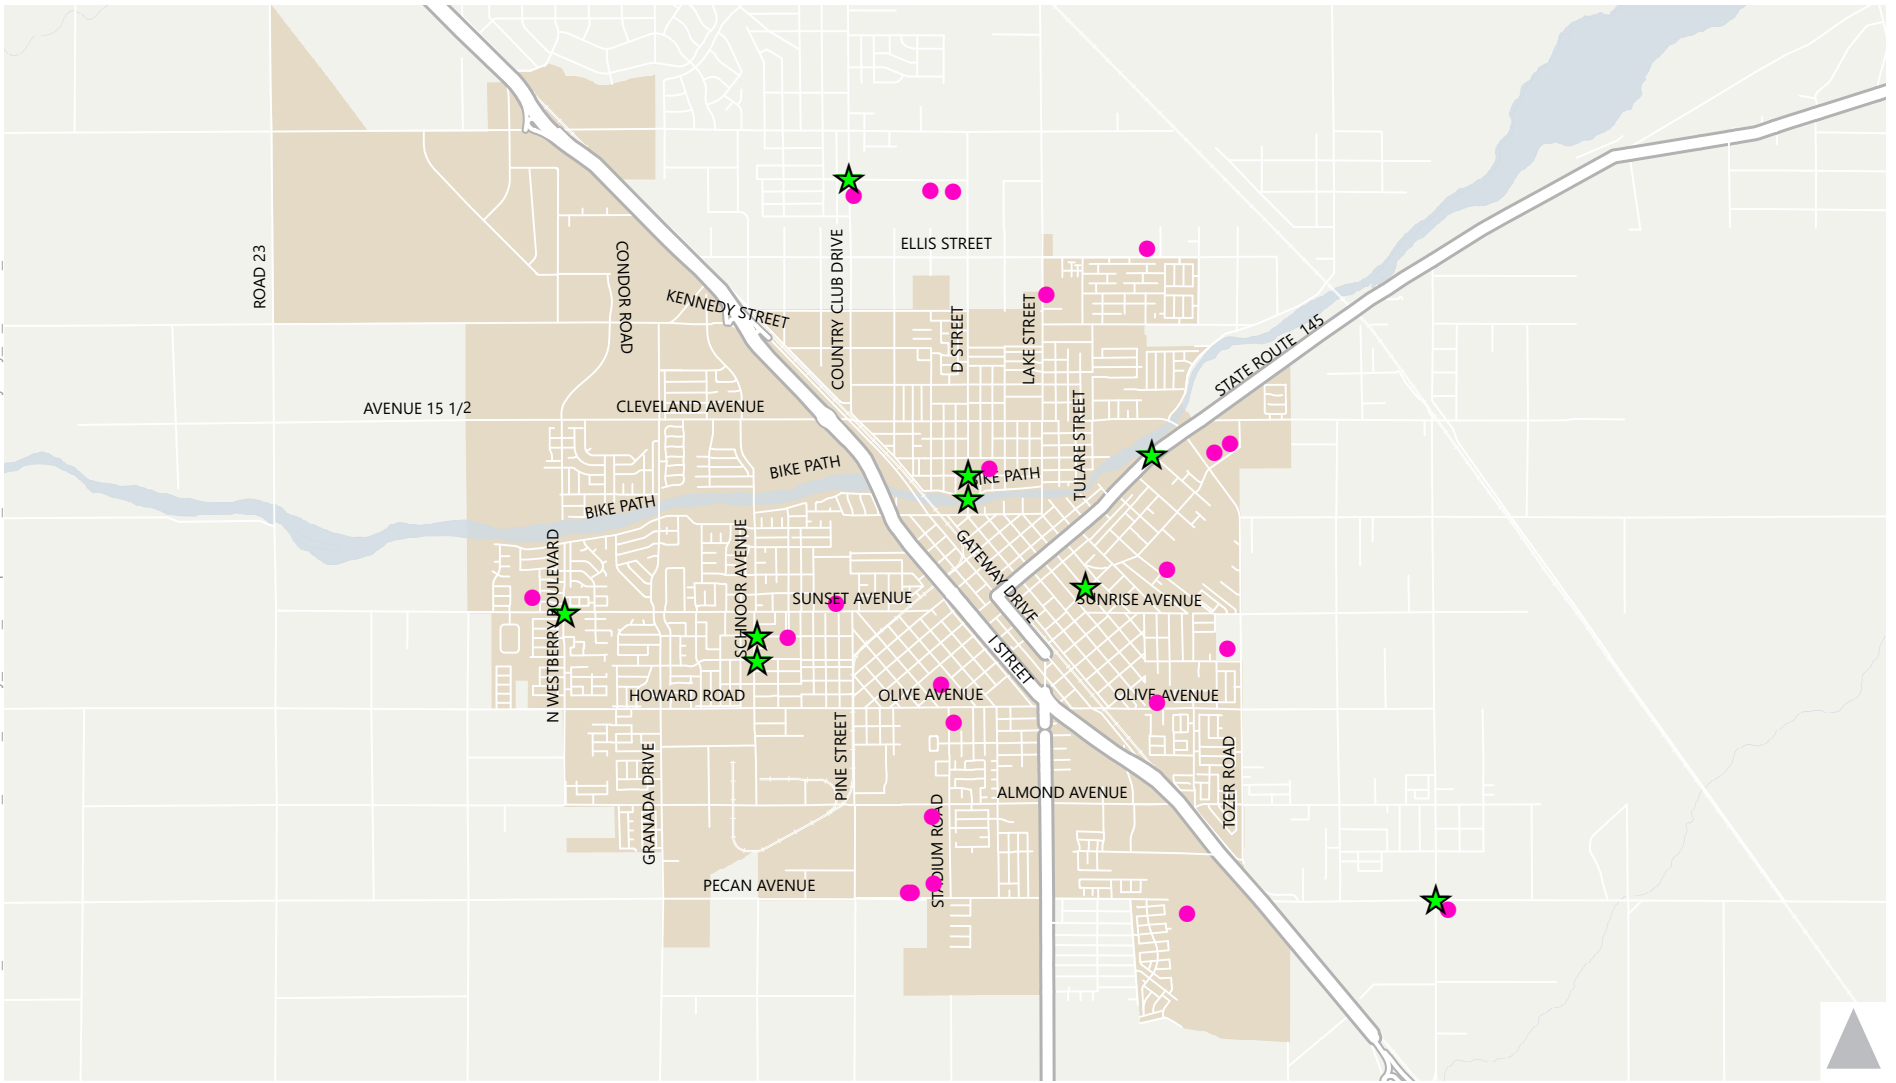 ELLIS STREET
ROAD 23
CONDOR ROAD
COUNTRY CLUB DRIVE
KENNEDY STREET
D STREET
LAKE STREET
STATE ROUTE 145
AVENUE 15 1/2
CLEVELAND AVENUE
TULARE STREET
BIKE PATH
BIKE PATH
BIKE PATH
N WESTBERRY BOULEVARD
SCHNOOR AVENUE
GATEWAY DRIVE
SUNSET AVENUE
SUNRISE AVENUE
I STREET
HOWARD ROAD
OLIVE AVENUE
OLIVE AVENUE
PINE STREET
GRANADA DRIVE
TOZER ROAD
ALMOND AVENUE
STADIUM ROAD
PECAN AVENUE